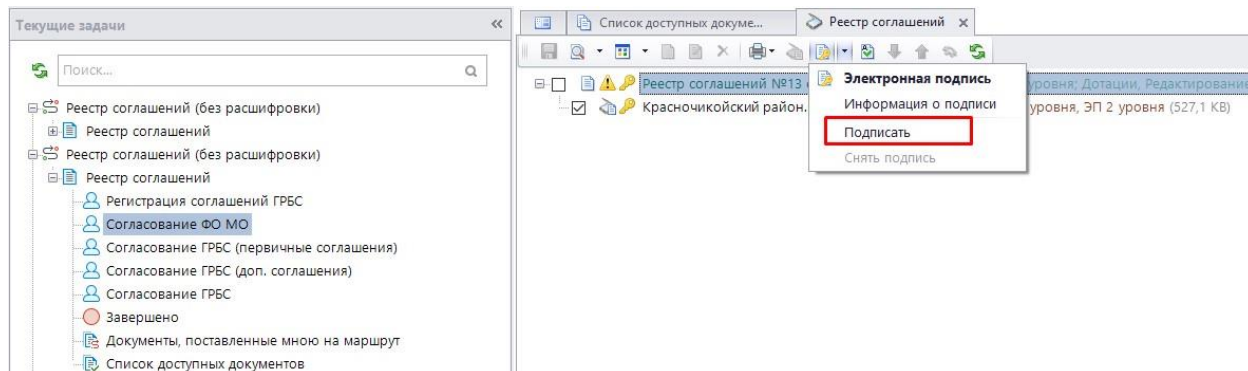 Текущие задачи
Поиск...
Реестр соглашений (без расшифровки)
Реестр соглашений
Реестр соглашений (без расшифровки)
Реестр соглашений
Регистрация соглашений ГРБС
Согласование ФО МО
Согласование ГРБС (первичные соглашения)
Согласование ГРБС (доп. соглашения)
Согласование ГРБС
Завершено
Документы, поставленные мною на маршрут
Список доступных документов
Список доступных докуме...
Реестр соглашений
Реестр соглашений №13 уровня; Дотации, Редактирование
Красночикойский район. уровня, ЭП 2 уровня (527,1 KB)
Электронная подпись
Информация о подписи
Подписать
Снять подпись